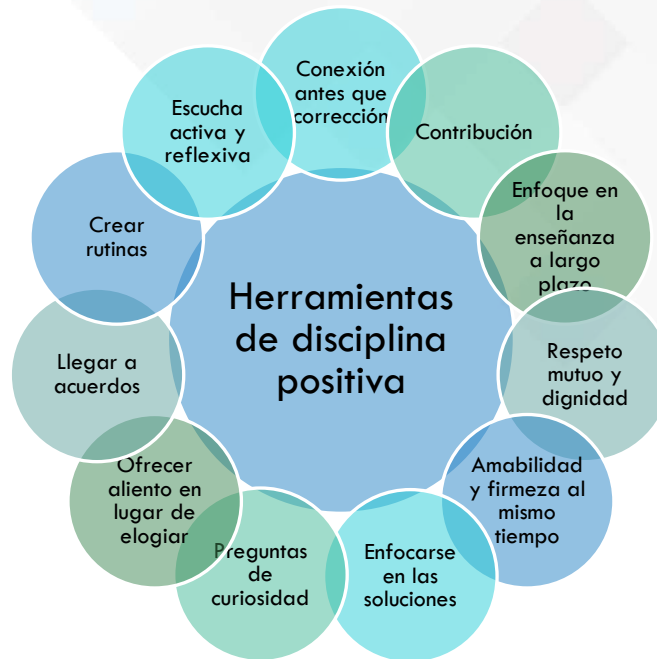 Conexión
antes que
corrección
Contribución
Enfoque en
la
enseñanza
a largo
plazo
Respeto
mutuo y
dignidad
Amabilidad
y firmeza al
mismo
tiempo
Enfocarse
en las
soluciones
Preguntas
de
curiosidad
Ofrecer
aliento en
lugar de
elogiar
Llegar a
acuerdos
Crear
rutinas
Escucha
activa y
reflexiva
Herramientas
de disciplina
positiva